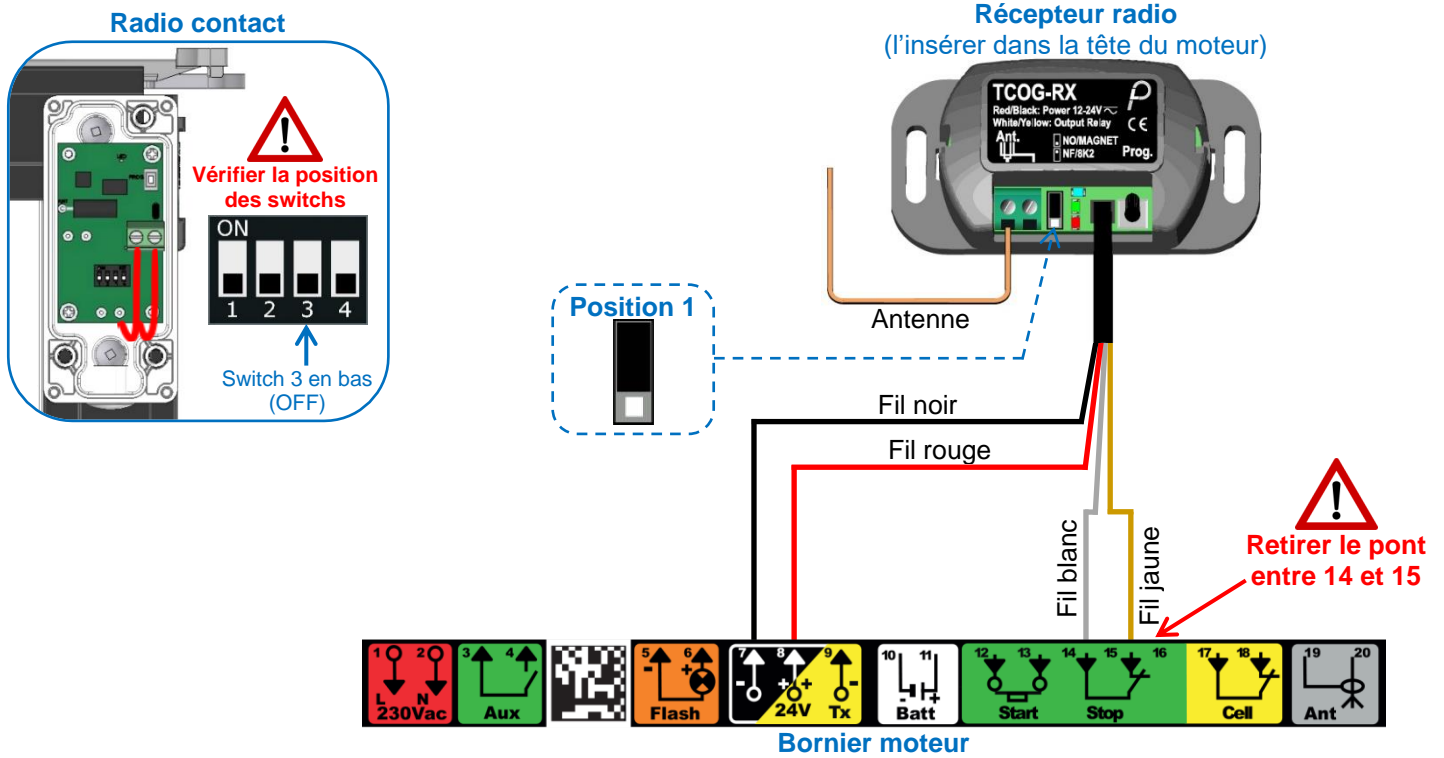 Radio contact
Vérifier la position
des switchs
ON
1 2 3 4
Switch 3 en bas
(OFF)
Récepteur radio
(l’insérer dans la tête du moteur)
TCOG-RX
Red/Black: Power 12-24V
White/Yellow: Output Relay
Ant.
NO/MAGNET
NF/8K2
Prog.
CE
Position 1
Antenne
Fil noir
Fil rouge
Fil blanc
Fil jaune
Retirer le pont
entre 14 et 15
1 2 3 4 5 6 7 8 9 10 11 12 13 14 15 16 17 18 19 20
L N
- - + + - - +
230Vac Aux Flash 24V Tx Batt Start Stop Cell Ant
Bornier moteur